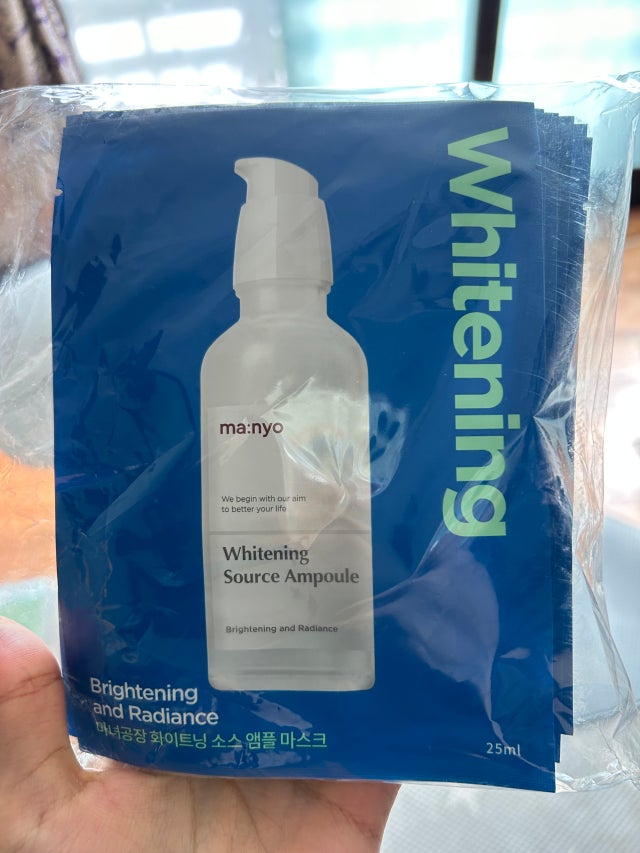 Whitening
ma:nyo
We begin with our aim
to better your life
Whitening
Source Ampoule
Brightening and Radiance
Brightening
and Radiance
마녀공장 화이트닝 소스 앰플 마스크
25ml